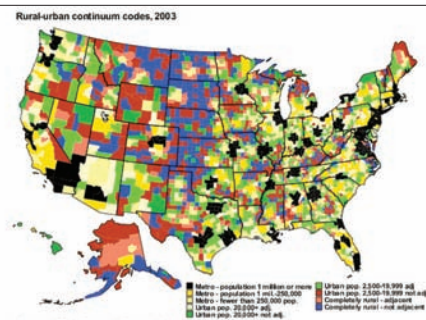 Rural-urban continuum codes, 2003
Metro - population 1 million or more
Metro - population 1 mil.-250,000
Metro - fewer than 250,000 pop.
Urban pop. 20,000+ adj.
Urban pop. 20,000+ not adj.
Urban pop. 2,500-19,999 adj
Urban pop. 2,500-19,999 not adj.
Completely rural - adjacent
Completely rural - not adjacent